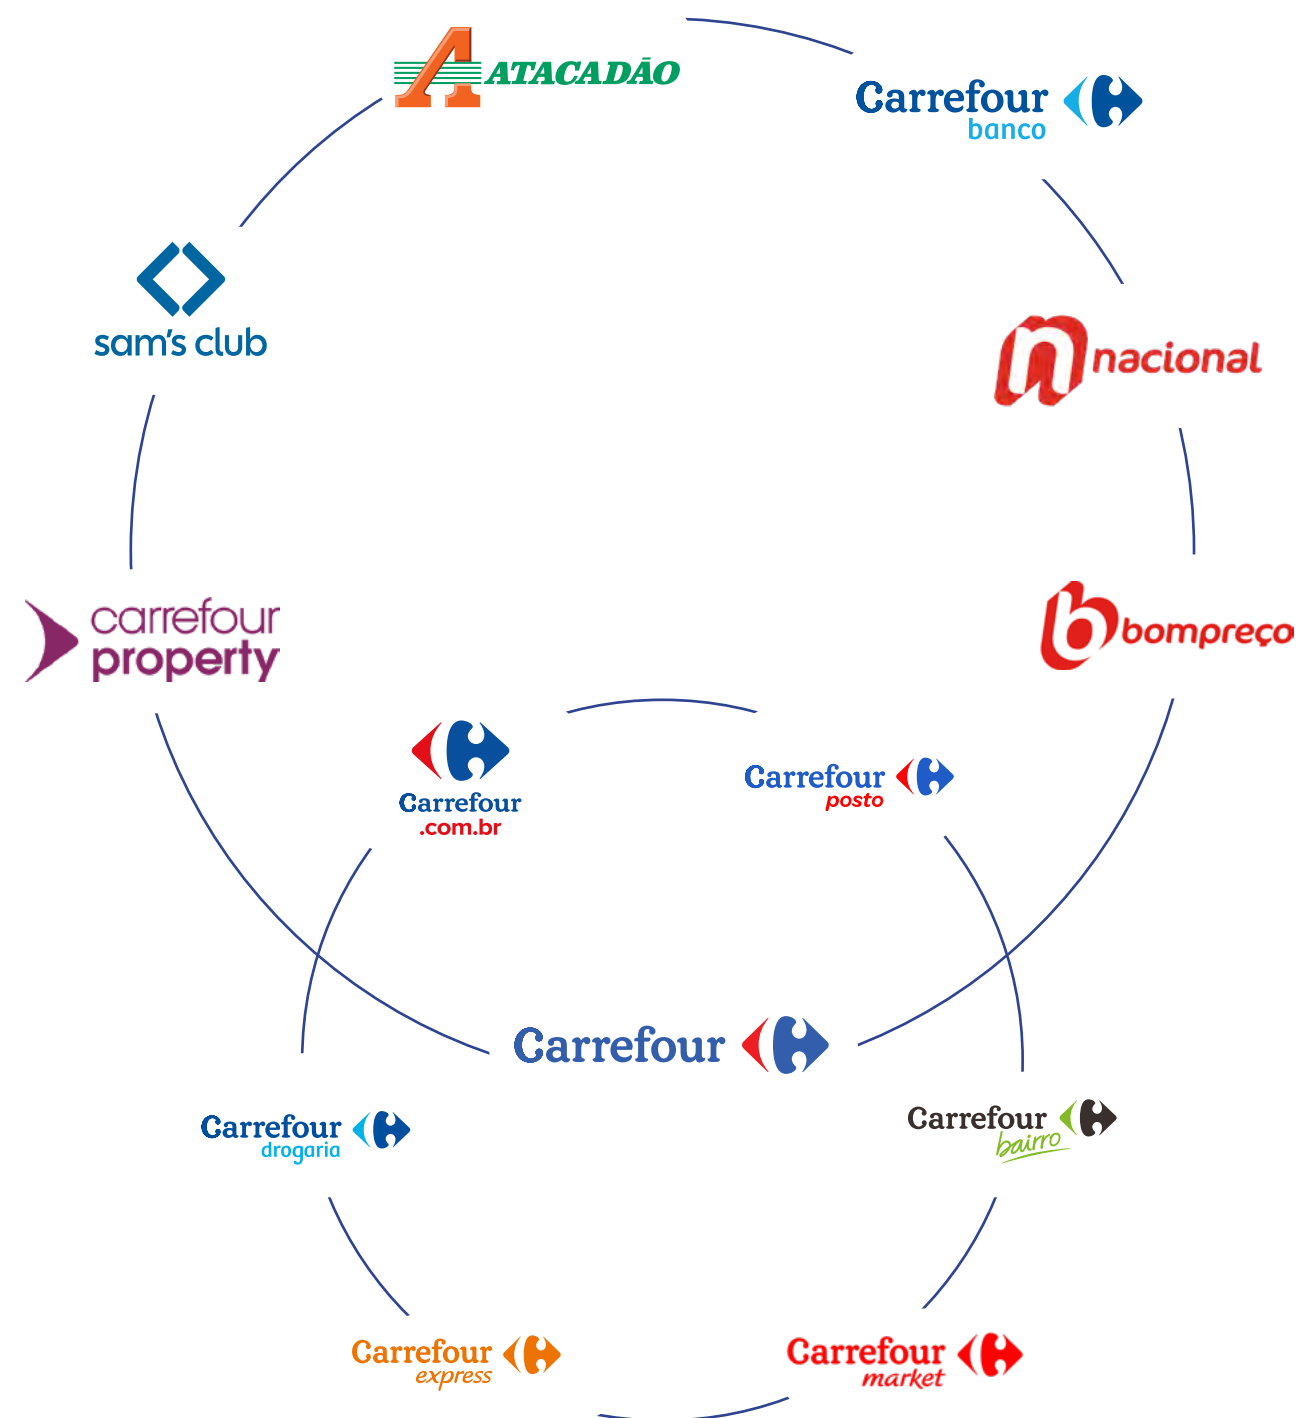 ATACADÃO
Carrefour
banco
sam's club
nacional
carrefour
property
bompreço
Carrefour
.com.br
Carrefour
posto
Carrefour
Carrefour
drogaria
Carrefour
bairro
Carrefour
express
Carrefour
market